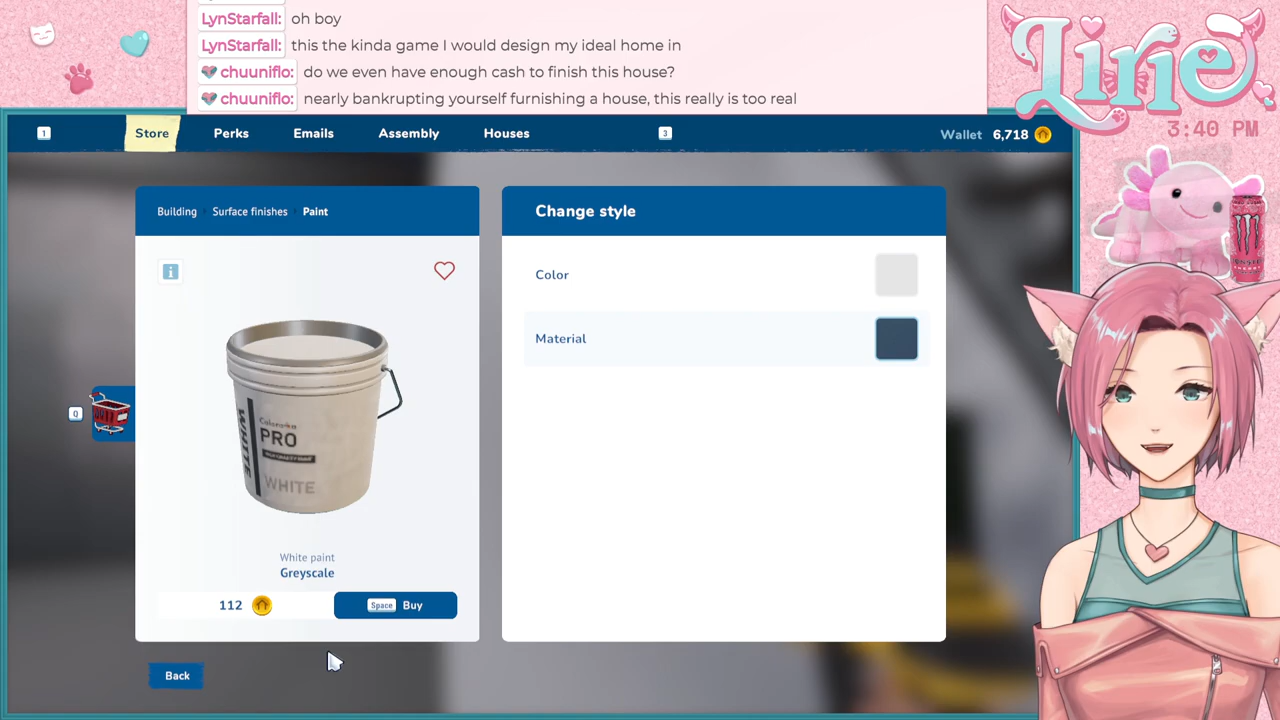 LynStarfall: oh boy
LynStarfall: this the kinda game I would design my ideal home in
chuuniflo: do we even have enough cash to finish this house?
chuuniflo: nearly bankrupting yourself furnishing a house, this really is too real
Lirie
3:40 PM
1 Store Perks Emails Assembly Houses 3 Wallet 6,718
Building Surface finishes Paint
Change style
Color
Material
Q
WHITE
PRO
WHITE
White paint
Greyscale
112 Space Buy
Back